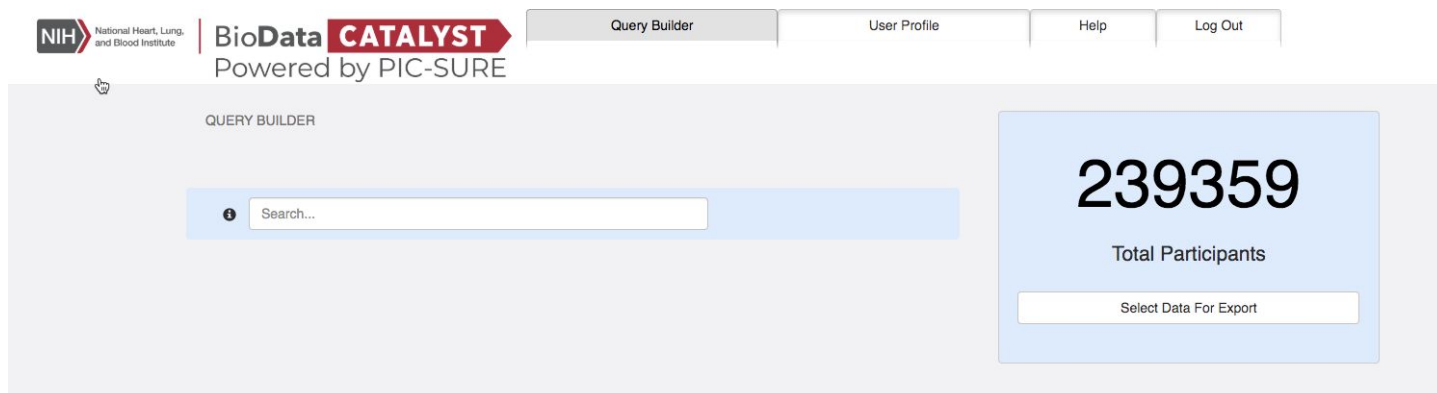 NIH National Heart, Lung,
and Blood Institute
BioData CATALYST
Powered by PIC-SURE
Query Builder
User Profile
Help
Log Out
QUERY BUILDER
Search...
239359
Total Participants
Select Data For Export